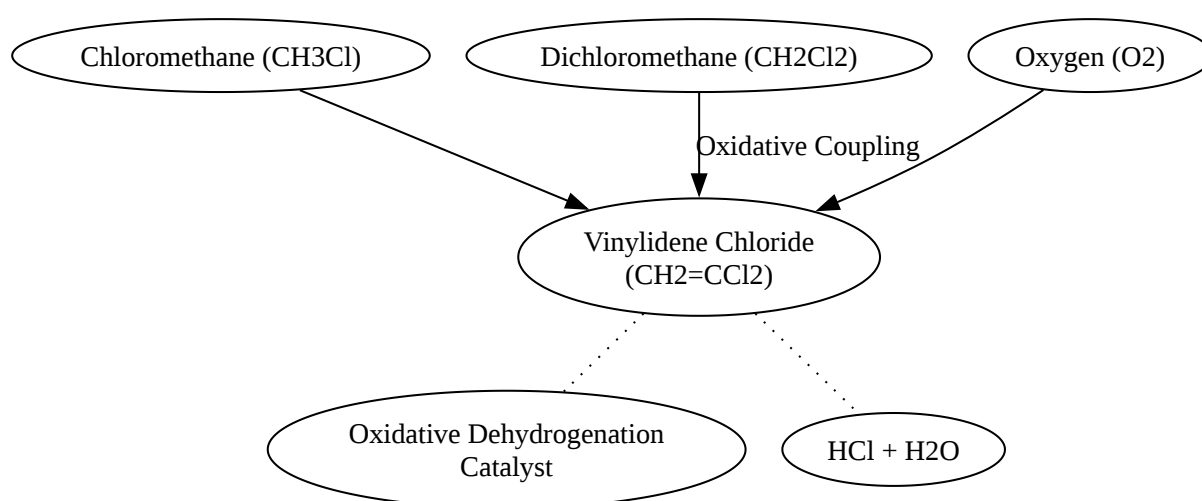 Chloromethane (CH3Cl)
Dichloromethane (CH2Cl2)
Oxygen (O2)
Oxidative Coupling
Vinylidene Chloride
(CH2=CCl2)
Oxidative Dehydrogenation
Catalyst
HCl + H2O